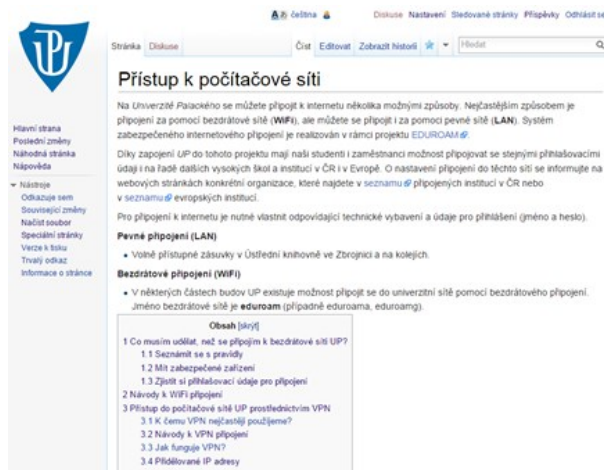 čeština
Diskuse Nastavení Sledované stránky Příspěvky Odhlásit se
Stránka Diskuse Číst Editovat Zobrazit historii Hledat
Přístup k počítačové síti
Na Univerzitě Palackého se můžete připojit k internetu několika možnými způsoby. Nejčastějším způsobem je
připojení za pomocí bezdrátové sítě (WiFi), ale můžete se připojit i za pomoci pevné sítě (LAN). Systém
zabezpečeného internetového připojení je realizován v rámci projektu EDUROAM.
Díky zapojení UP do tohoto projektu mají naši studenti i zaměstnanci možnost připojovat se stejnými přihlašovacími
údaji i na řadě dalších vysokých škol a institucí v ČR i v Evropě. O nastavení připojení do těchto sítí se informujte na
webových stránkách konkrétní organizace, které najdete v seznamu připojených institucí v ČR nebo
v seznamu evropských institucí.
Pro připojení k internetu je nutné vlastnit odpovídající technické vybavení a údaje pro přihlášení (jméno a heslo).
Pevné připojení (LAN)
• Volně přístupné zásuvky v Ústřední knihovně ve Zbrojnici a na kolejích.
Bezdrátové připojení (WiFi)
• V některých částech budov UP existuje možnost připojit se do univerzitní sítě pomocí bezdrátového připojení.
Jméno bezdrátové sítě je eduroam (případně eduroama, eduroamg).
Obsah [skrýt]
1 Co musím udělat, než se připojím k bezdrátové síti UP?
1.1 Seznámit se s pravidly
1.2 Mít zabezpečené zařízení
1.3 Zjistit si přihlašovací údaje pro připojení
2 Návody k WiFi připojení
3 Přístup do počítačové sítě UP prostřednictvím VPN
3.1 K čemu VPN nejčastěji použijeme?
3.2 Návody k VPN připojení
3.3 Jak funguje VPN?
3.4 Přidělované IP adresy
Hlavní strana
Poslední změny
Náhodná stránka
Nápověda
Nástroje
Odkazuje sem
Související změny
Načíst soubor
Speciální stránky
Verze k tisku
Trvalý odkaz
Informace o stránce